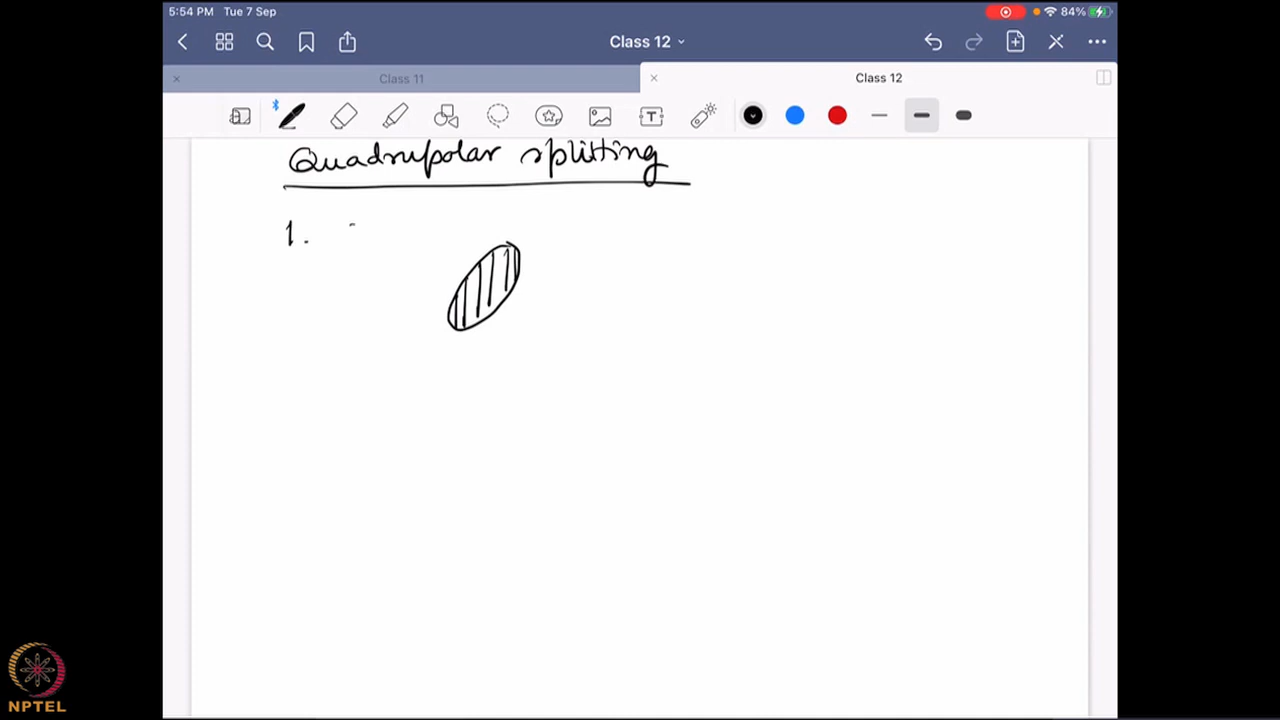 5:54 PM Tue 7 Sep 84%
Class 12
Class 11 Class 12
T
Quadrupolar splitting
1.
NPTEL